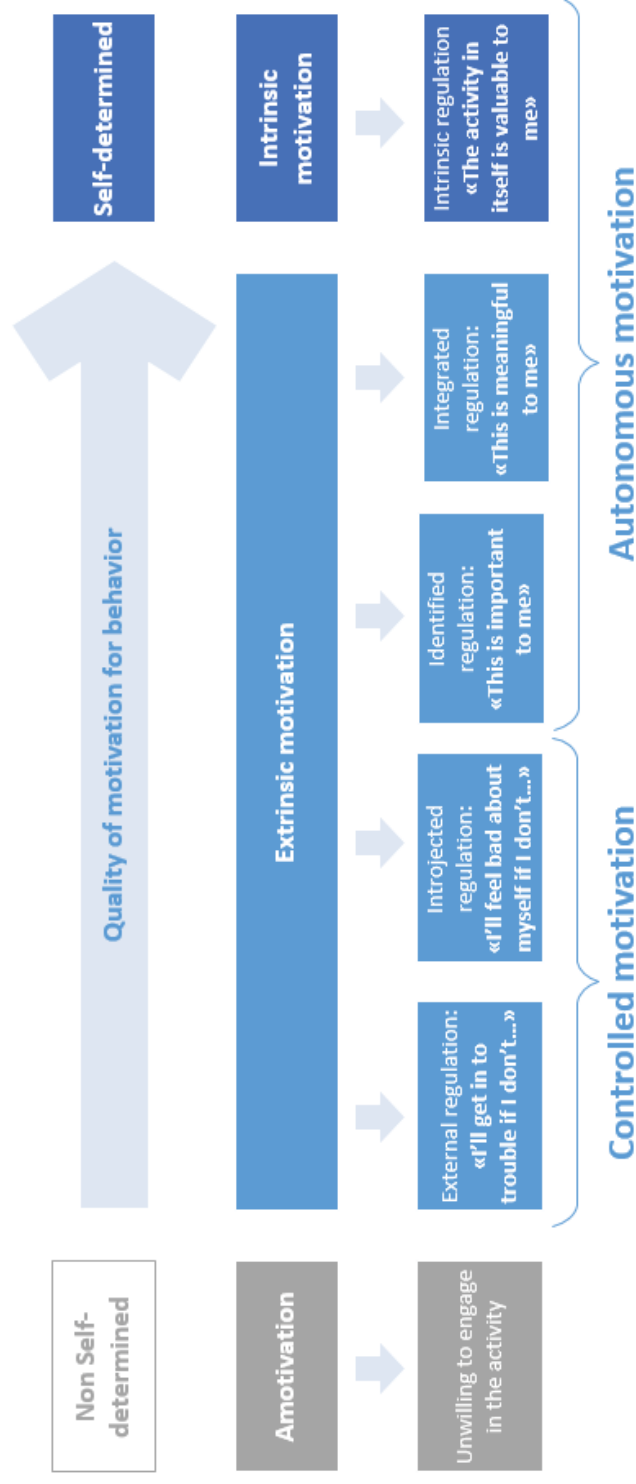 Non Self-
determined
Quality of motivation for behavior
Self-determined
Amotivation
Extrinsic motivation
Intrinsic
motivation
Unwilling to engage
in the activity
External regulation:
«I'll get in to
trouble if I don't...»
Introjected
regulation:
«I'll feel bad about
myself if I don't...»
Identified
regulation:
«This is important
to me»
Integrated
regulation:
«This is meaningful
to me»
Intrinsic regulation
«The activity in
itself is valuable to
me»
Controlled motivation
Autonomous motivation